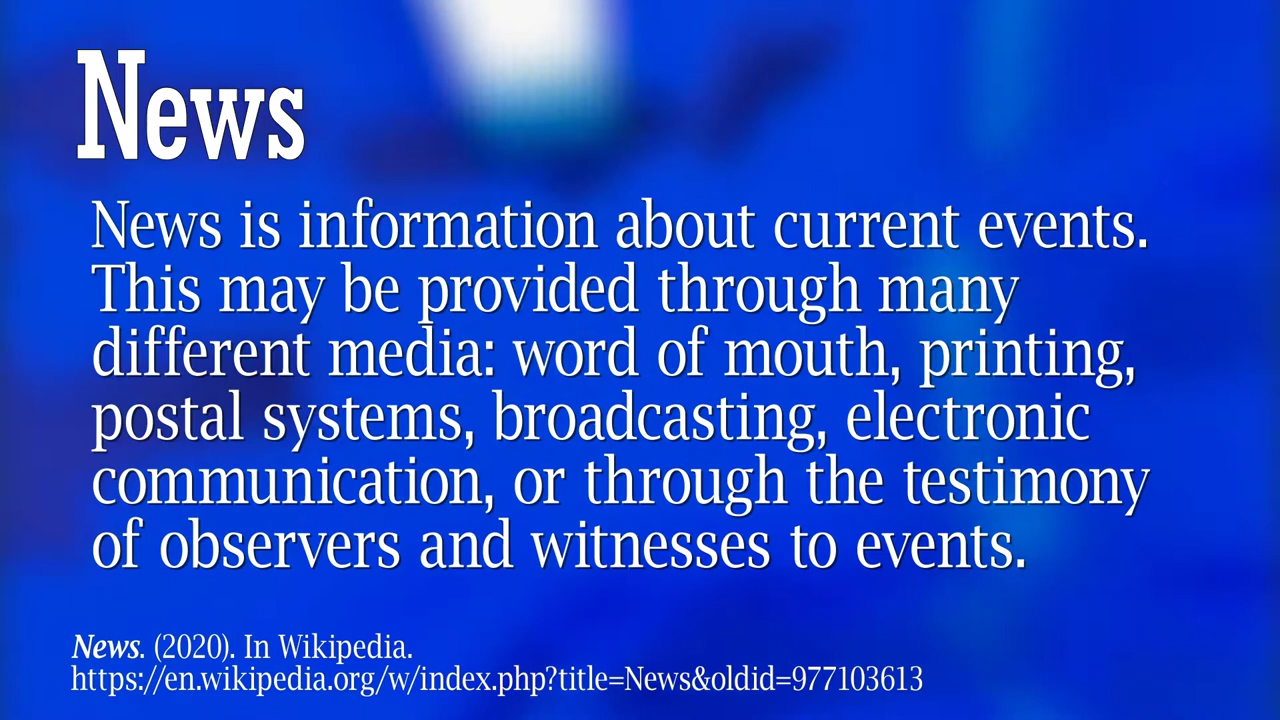 News
News is information about current events.
This may be provided through many
different media: word of mouth, printing,
postal systems, broadcasting, electronic
communication, or through the testimony
of observers and witnesses to events.
News. (2020). In Wikipedia.
https://en.wikipedia.org/w/index.php?title=News&oldid=977103613